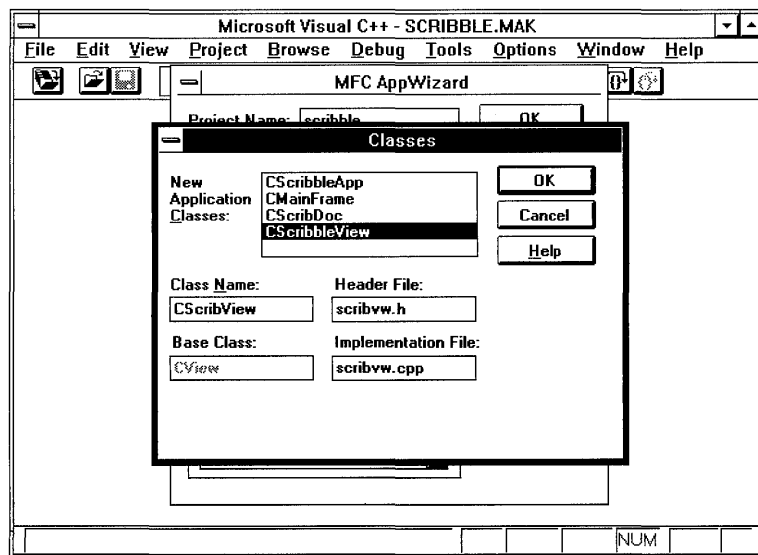 Microsoft Visual C++ - SCRIBBLE.MAK
File Edit View Project Browse Debug Tools Options Window Help
MFC AppWizard
Project Name: scribble OK
Classes
New Application Classes:
CScribbleApp
CMainFrame
CScribDoc
CScribbleView
OK
Cancel
Help
Class Name: Header File:
CScribView scribvw.h
Base Class: Implementation File:
CView scribvw.cpp
NUM